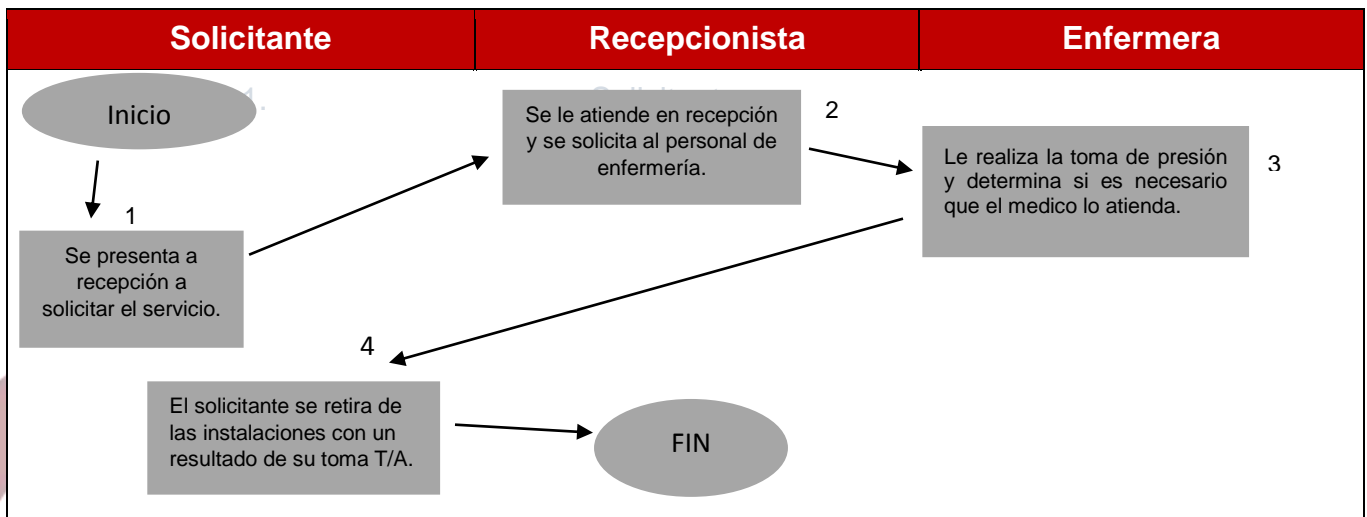 Solicitante
Recepcionista
Enfermera
Inicio
1
Se presenta a
recepción a
solicitar el servicio.
Se le atiende en recepción
y se solicita al personal de
enfermería.
2
Le realiza la toma de presión
y determina si es necesario
que el medico lo atienda.
3
4
El solicitante se retira de
las instalaciones con un
resultado de su toma T/A.
FIN